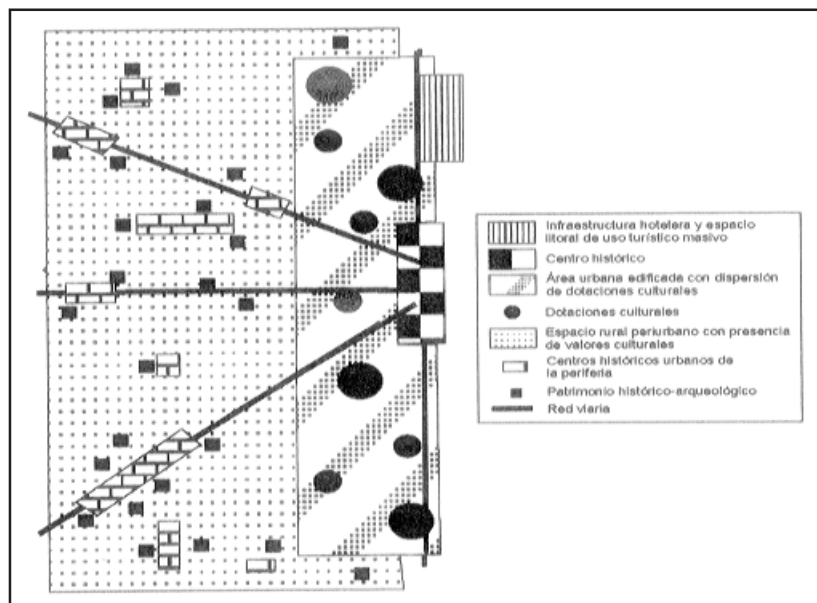 Infraestructura hotelera y espacio
litoral de uso turístico masivo
Centro histórico
Área urbana edificada con dispersión
de dotaciones culturales
Dotaciones culturales
Espacio rural periurbano con presencia
de valores culturales
Centros históricos urbanos de
la periferia
Patrimonio histórico-arqueológico
Red viaria